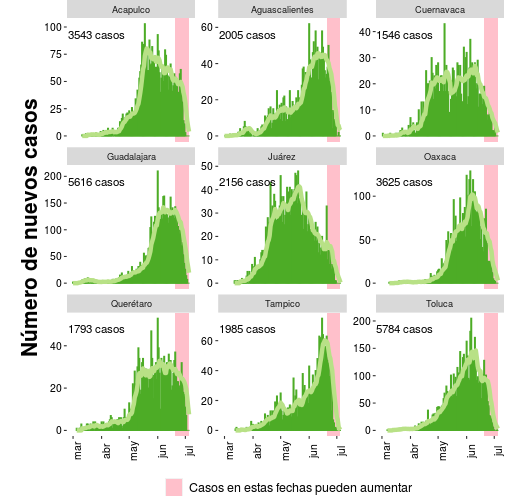 Número de nuevos casos
Acapulco Aguascalientes Cuernavaca
3543 casos 2005 casos 1546 casos
100 75 50 25 0
60 40 20 0
40 30 20 10 0
Guadalajara Juárez Oaxaca
5616 casos 2156 casos 3625 casos
200 150 100 50 0
50 40 30 20 10 0
100 50 0
Querétaro Tampico Toluca
1793 casos 1985 casos 5784 casos
40 20 0
60 40 20 0
200 150 100 50 0
mar abr may jun jul mar abr may jun jul mar abr may jun jul
Casos en estas fechas pueden aumentar